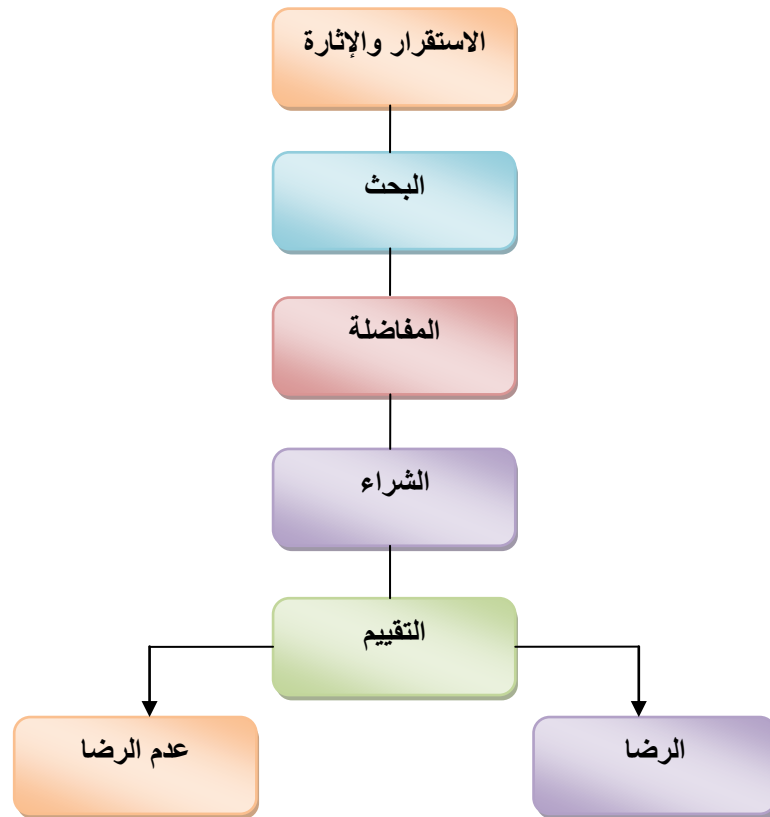 الاستقرار والإثارة
البحث
المفاضلة
الشراء
التقييم
الرضا
عدم الرضا